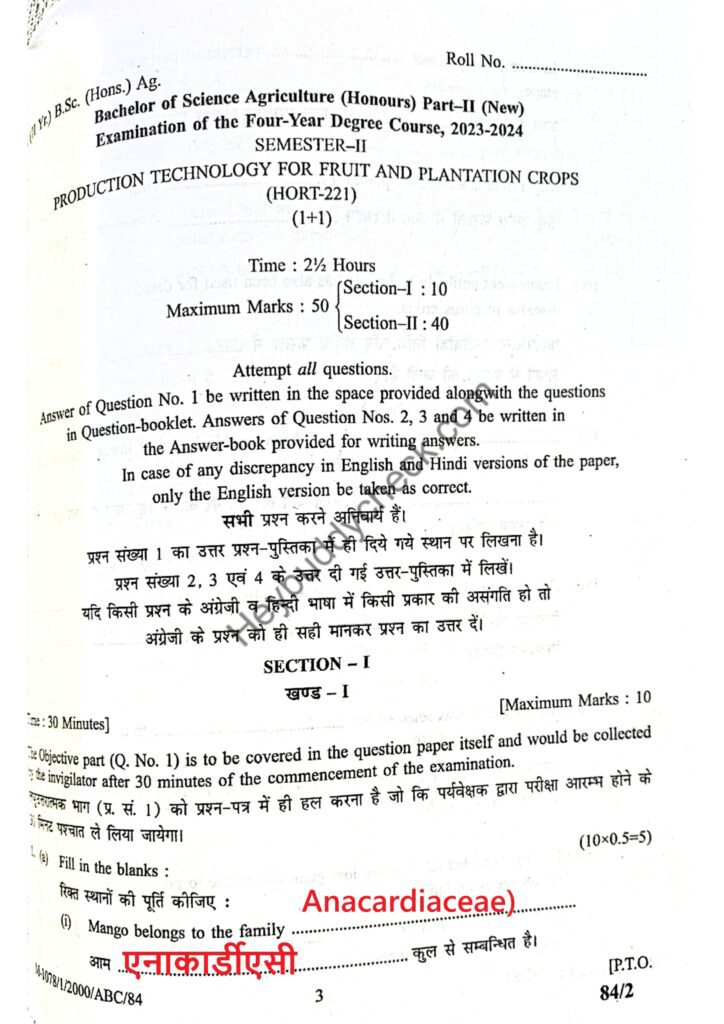 Roll No. ..............................
Yr.) B.Sc. (Hons.) Ag.
Bachelor of Science Agriculture (Honours) Part–II (New)
Examination of the Four-Year Degree Course, 2023-2024
SEMESTER–II
PRODUCTION TECHNOLOGY FOR FRUIT AND PLANTATION CROPS
(HORT-221)
(1+1)
Time : 2½ Hours
Maximum Marks : 50 { Section–I : 10
Section–II : 40
Attempt all questions.
Answer of Question No. 1 be written in the space provided alongwith the questions
in Question-booklet. Answers of Question Nos. 2, 3 and 4 be written in
the Answer-book provided for writing answers.
In case of any discrepancy in English and Hindi versions of the paper,
only the English version be taken as correct.
सभी प्रश्न करने अनिवार्य हैं।
प्रश्न संख्या 1 का उत्तर प्रश्न-पुस्तिका में ही दिये गये स्थान पर लिखना है।
प्रश्न संख्या 2, 3 एवं 4 के उत्तर दी गई उत्तर-पुस्तिका में लिखें।
यदि किसी प्रश्न के अंग्रेजी व हिन्दी भाषा में किसी प्रकार की असंगति हो तो
अंग्रेजी के प्रश्न को ही सही मानकर प्रश्न का उत्तर दें।
Heybuddycheck.com
SECTION – I
खण्ड – I
[Maximum Marks : 10
: 30 Minutes]
Objective part (Q. No. 1) is to be covered in the question paper itself and would be collected
the invigilator after 30 minutes of the commencement of the examination.
भाग (प्र. सं. 1) को प्रश्न-पत्र में ही हल करना है जो कि पर्यवेक्षक द्वारा परीक्षा आरम्भ होने के
मिनट पश्चात ले लिया जायेगा।
(10×0.5=5)
(a) Fill in the blanks :
रिक्त स्थानों की पूर्ति कीजिए :
Anacardiaceae)
(i) Mango belongs to the family ..............................
आम एनाकार्डीएसी .............................. कुल से सम्बन्धित है।
[P.T.O.
-1078/1/2000/ABC/84
3
84/2